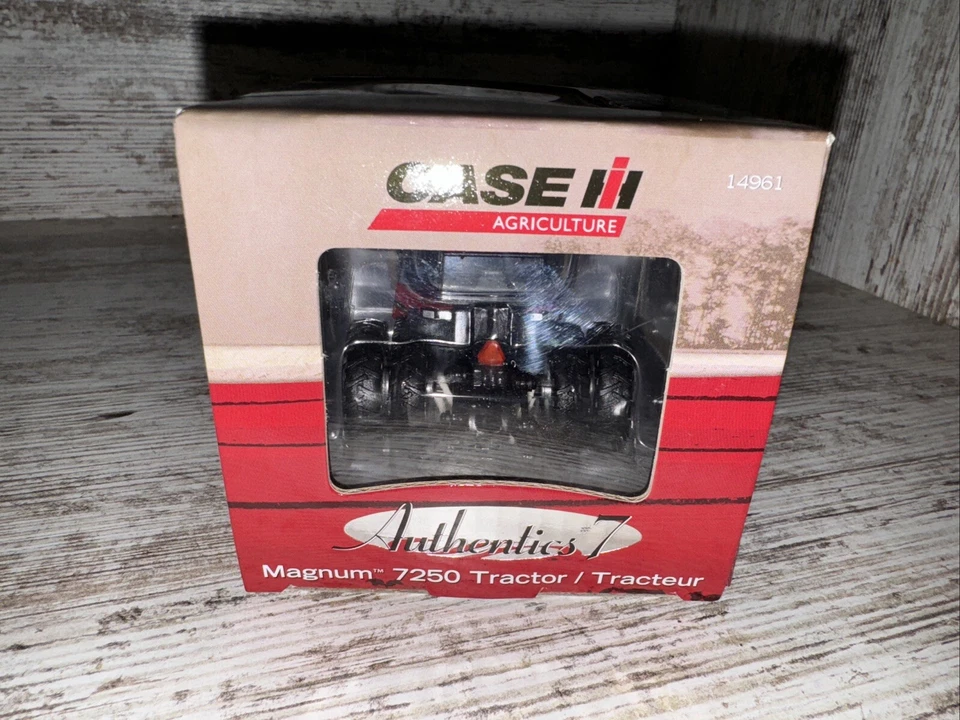 CASE IH
14961
AGRICULTURE
Authentics 7
Magnum™ 7250 Tractor / Tracteur